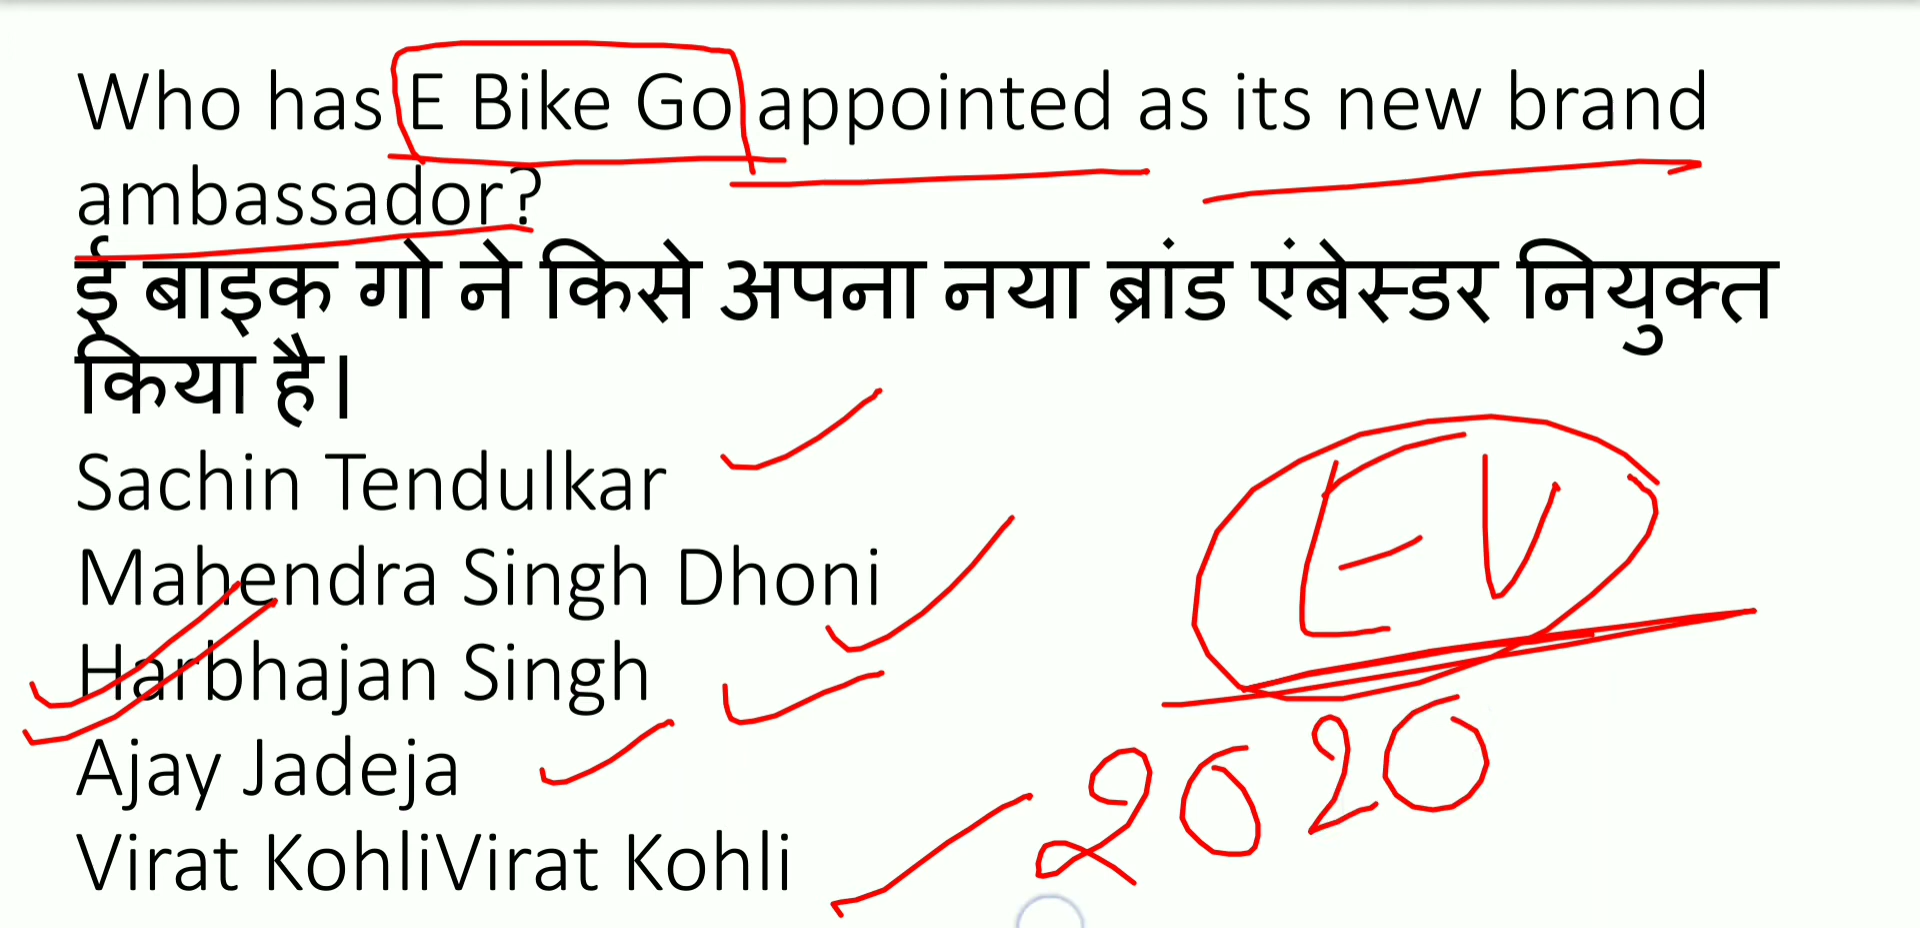 Who has E Bike Go appointed as its new brand
ambassador?
ई बाइक गो ने किसे अपना नया ब्रांड एंबेस्डर नियुक्त
किया है।
Sachin Tendulkar
Mahendra Singh Dhoni
Harbhajan Singh
Ajay Jadeja
Virat KohliVirat Kohli
EV
2020